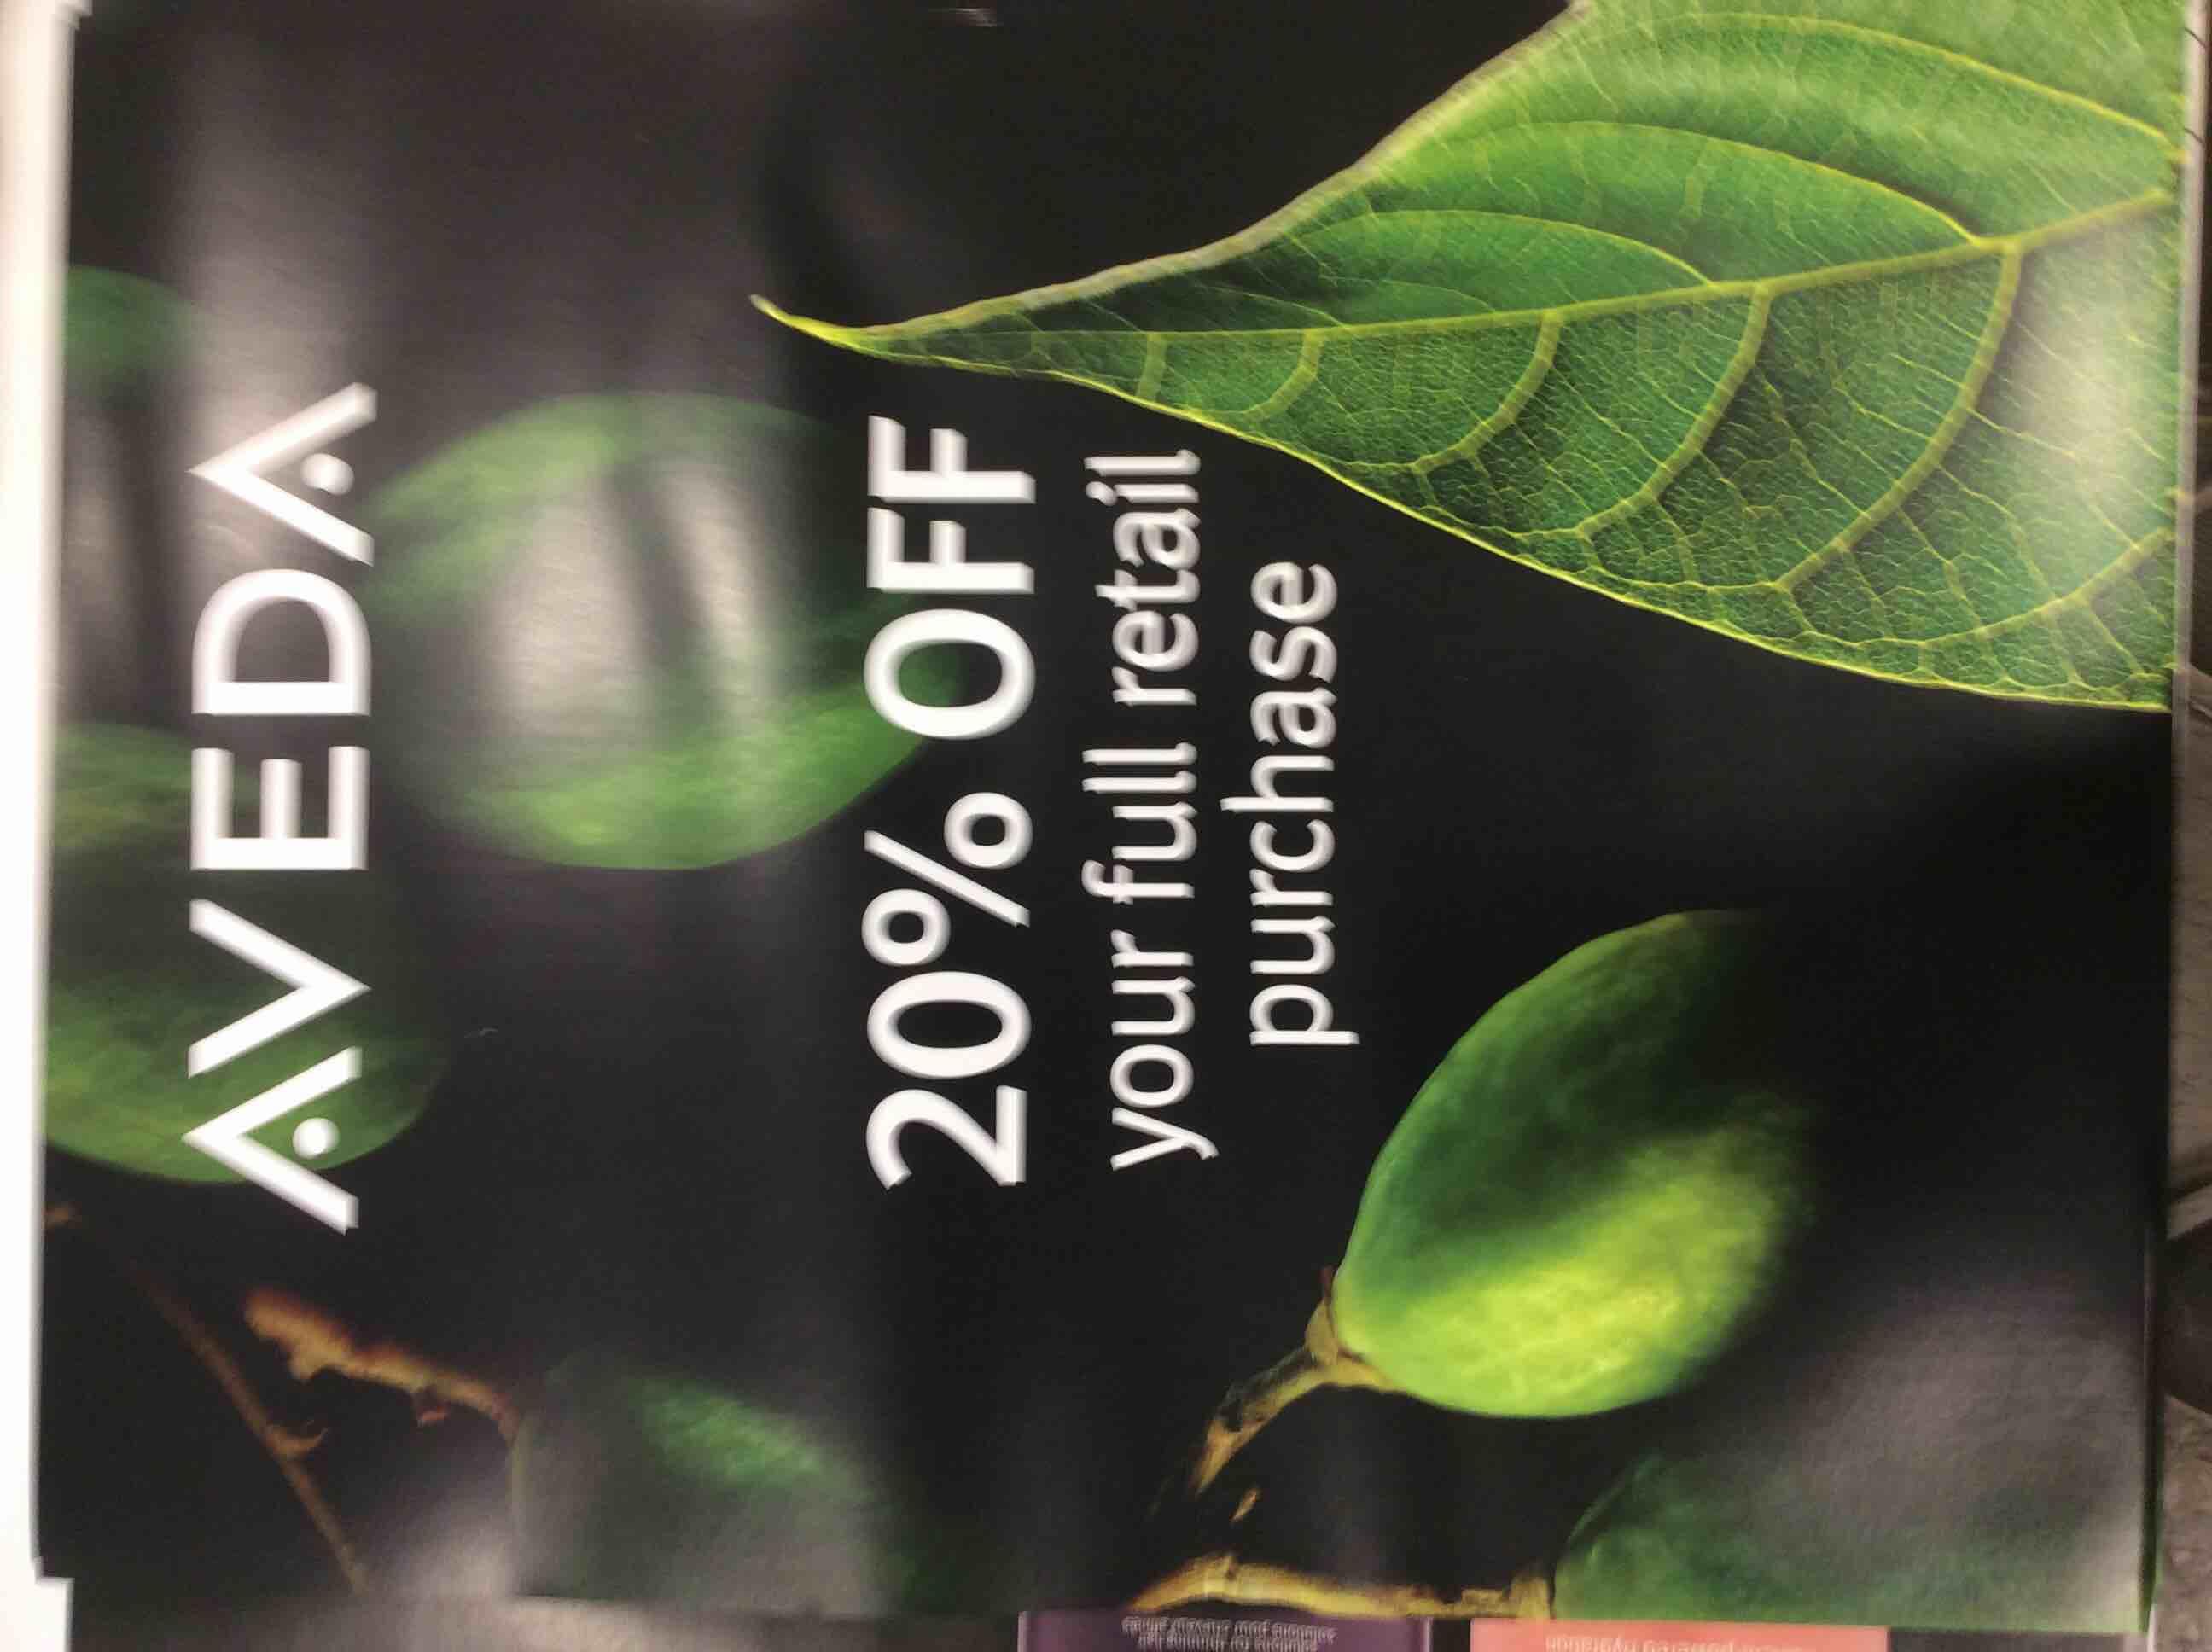 AVEDA
20% OFF
your full retail
purchase